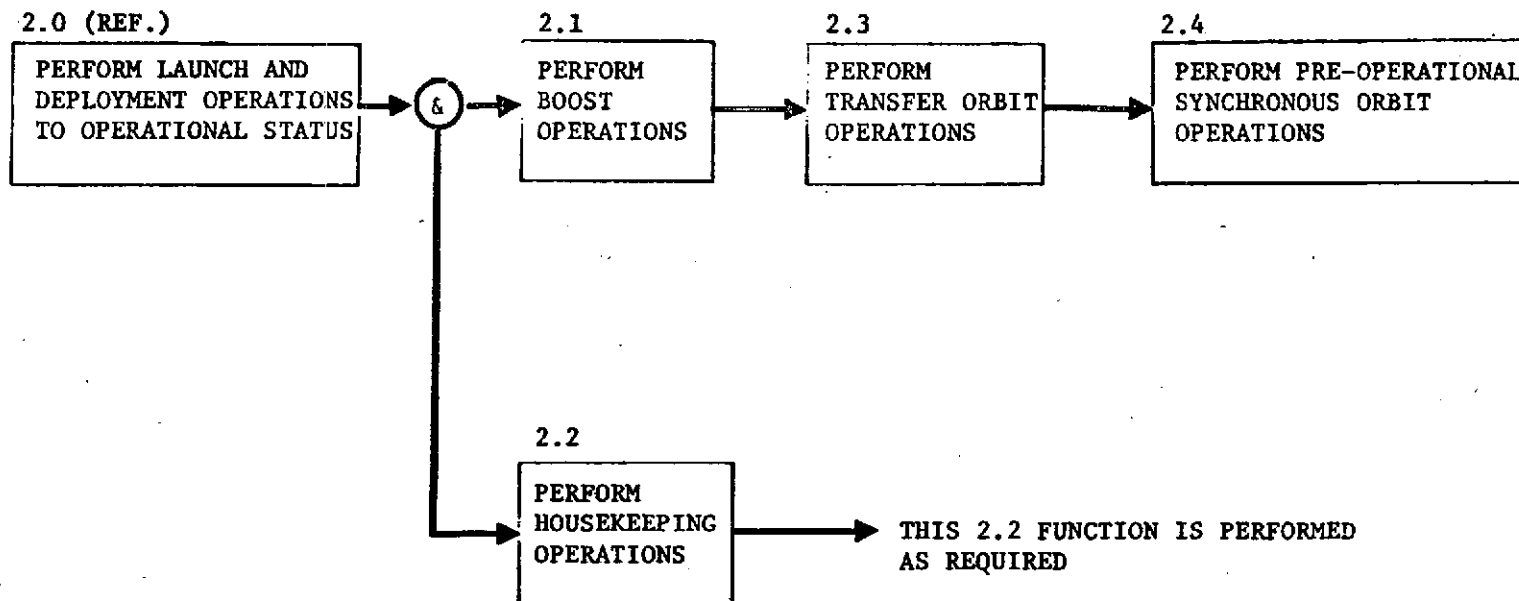 2.0 (REF.)
PERFORM LAUNCH AND
DEPLOYMENT OPERATIONS
TO OPERATIONAL STATUS
&
2.1
PERFORM
BOOST
OPERATIONS
2.3
PERFORM
TRANSFER ORBIT
OPERATIONS
2.4
PERFORM PRE-OPERATIONAL
SYNCHRONOUS ORBIT
OPERATIONS
2.2
PERFORM
HOUSEKEEPING
OPERATIONS
THIS 2.2 FUNCTION IS PERFORMED
AS REQUIRED